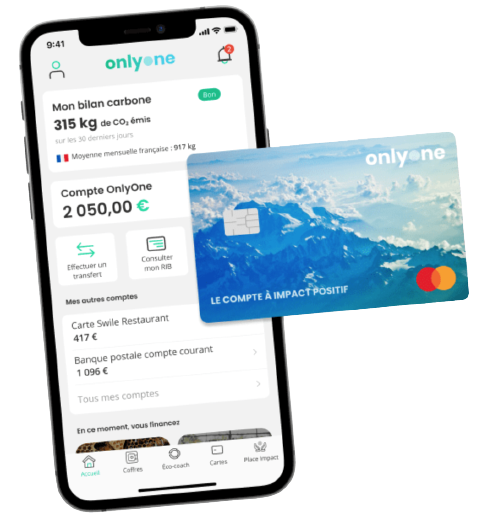 9:41
onlyone
2
Mon bilan carbone
Bon
315 kg de CO₂ émis
sur les 30 derniers jours
Moyenne mensuelle française : 917 kg
Compte OnlyOne
2 050,00 €
Effectuer un
transfert
Consulter
mon RIB
Mes autres comptes
Carte Swile Restaurant
417 €
Banque postale compte courant
1 096 €
Tous mes comptes
En ce moment, vous financez
Accueil
Coffres
Éco-coach
Cartes
Place Impact
onlyone
LE COMPTE À IMPACT POSITIF